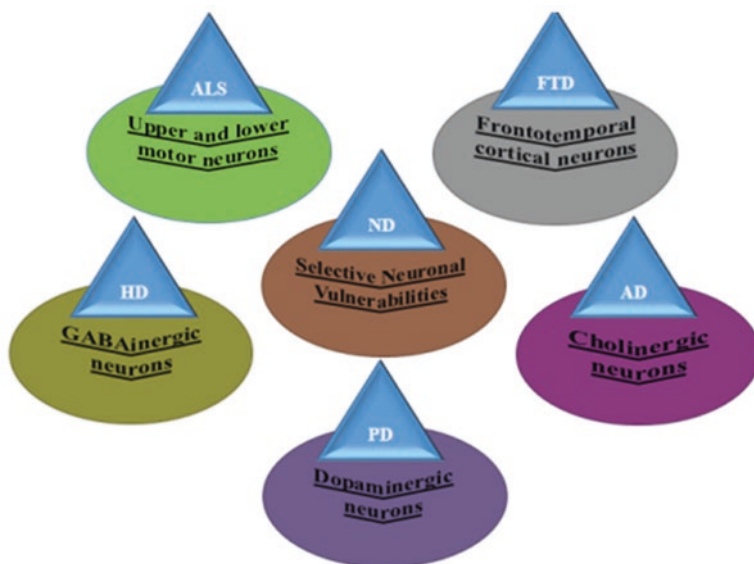 ALS
Upper and lower
motor neurons
FTD
Frontotemporal
cortical neurons
ND
Selective Neuronal
Vulnerabilities
HD
GABAinergic
neurons
AD
Cholinergic
neurons
PD
Dopaminergic
neurons